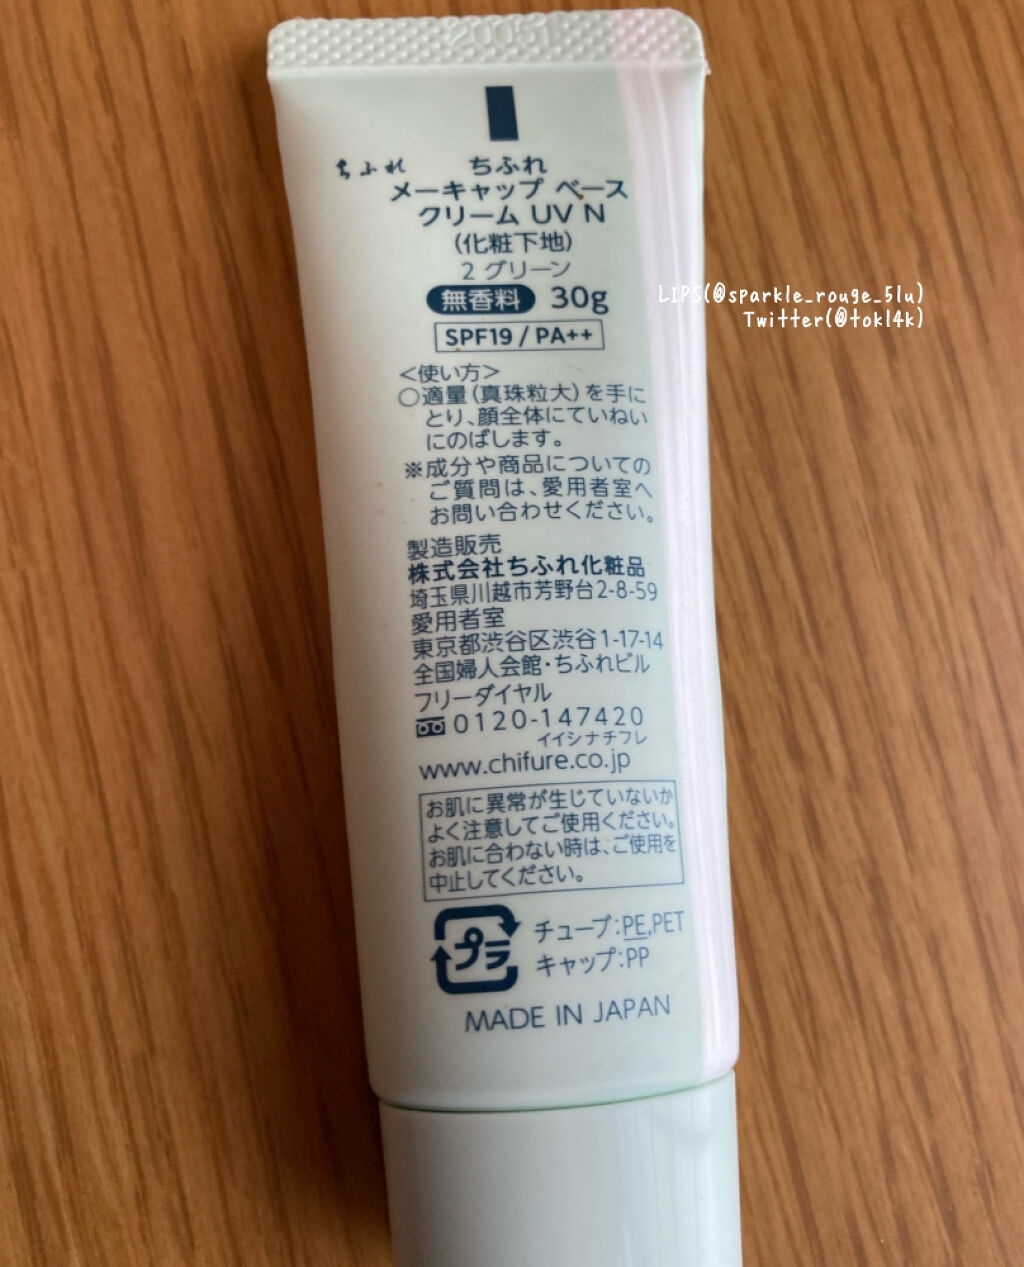 20051
ちふれ
ちふれ
メーキャップ ベース
クリーム UV N
(化粧下地)
2 グリーン
無香料 30g
SPF19 / PA++
LIPS(@sparkle_rouge_51u)
Twitter(@tokl4k)
<使い方>
○適量(真珠粒大)を手に
とり、顔全体にていねい
にのばします。
※成分や商品についての
ご質問は、愛用者室へ
お問い合わせください。
製造販売
株式会社ちふれ化粧品
埼玉県川越市芳野台2-8-59
愛用者室
東京都渋谷区渋谷1-17-14
全国婦人会館・ちふれビル
フリーダイヤル
0120-147420
イイシナチフレ
www.chifure.co.jp
お肌に異常が生じていないか
よく注意してご使用ください。
お肌に合わない時は、ご使用を
中止してください。
プラ
チューブ:PE,PET
キャップ:PP
MADE IN JAPAN